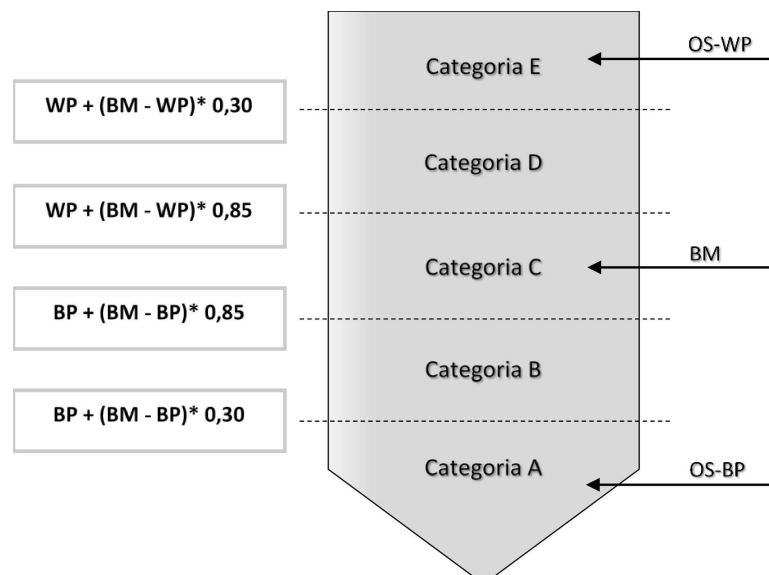 OS-WP
Categoria E
WP + (BM - WP)* 0,30
Categoria D
WP + (BM - WP)* 0,85
BM
Categoria C
BP + (BM - BP)* 0,85
Categoria B
BP + (BM - BP)* 0,30
Categoria A
OS-BP